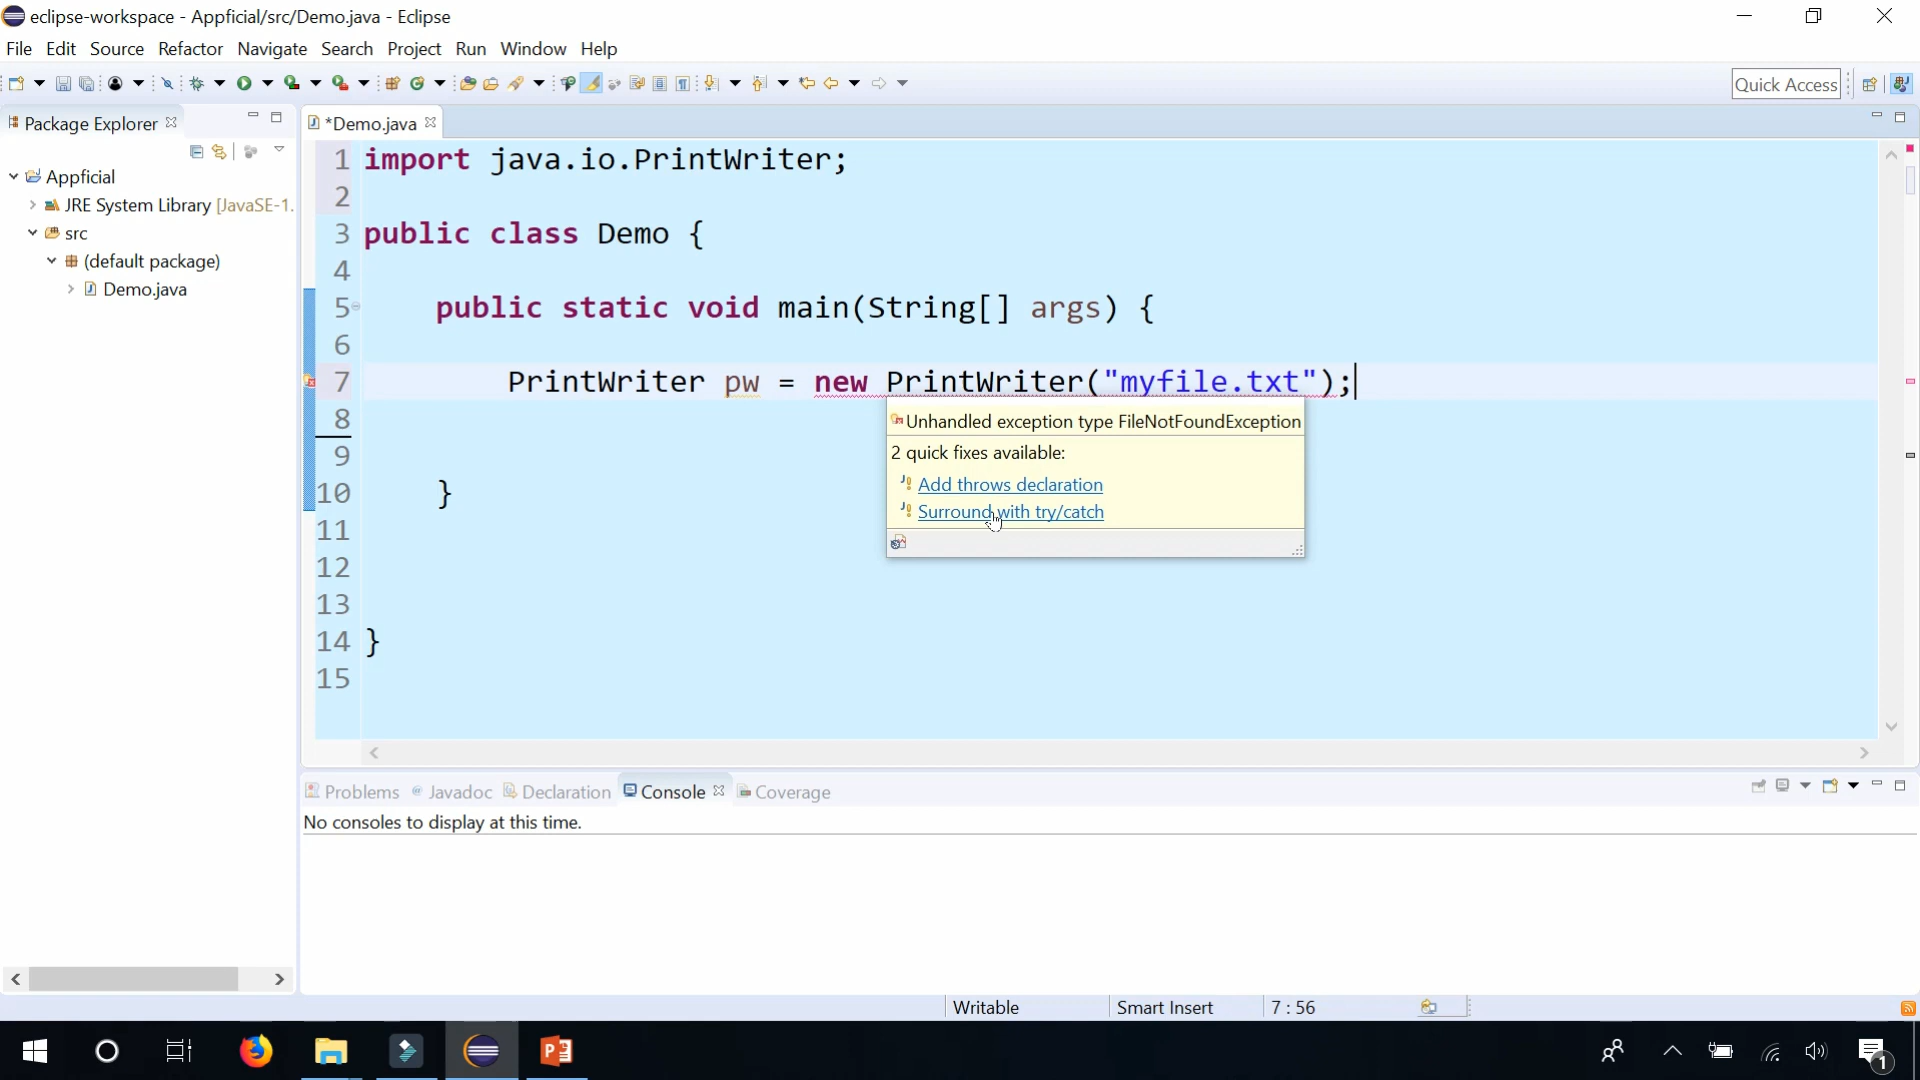 eclipse-workspace - Appficial/src/Demo.java - Eclipse
File Edit Source Refactor Navigate Search Project Run Window Help
Quick Access
Package Explorer
*Demo.java
Appficial
JRE System Library [JavaSE-1.
src
(default package)
Demo.java
1 import java.io.PrintWriter;
2
3 public class Demo {
4
5 public static void main(String[] args) {
6
7 PrintWriter pw = new PrintWriter("myfile.txt");
8
9
10 }
11
12
13
14 }
15
Unhandled exception type FileNotFoundException
2 quick fixes available:
Add throws declaration
Surround with try/catch
Problems Javadoc Declaration Console Coverage
No consoles to display at this time.
Writable Smart Insert 7 : 56
1